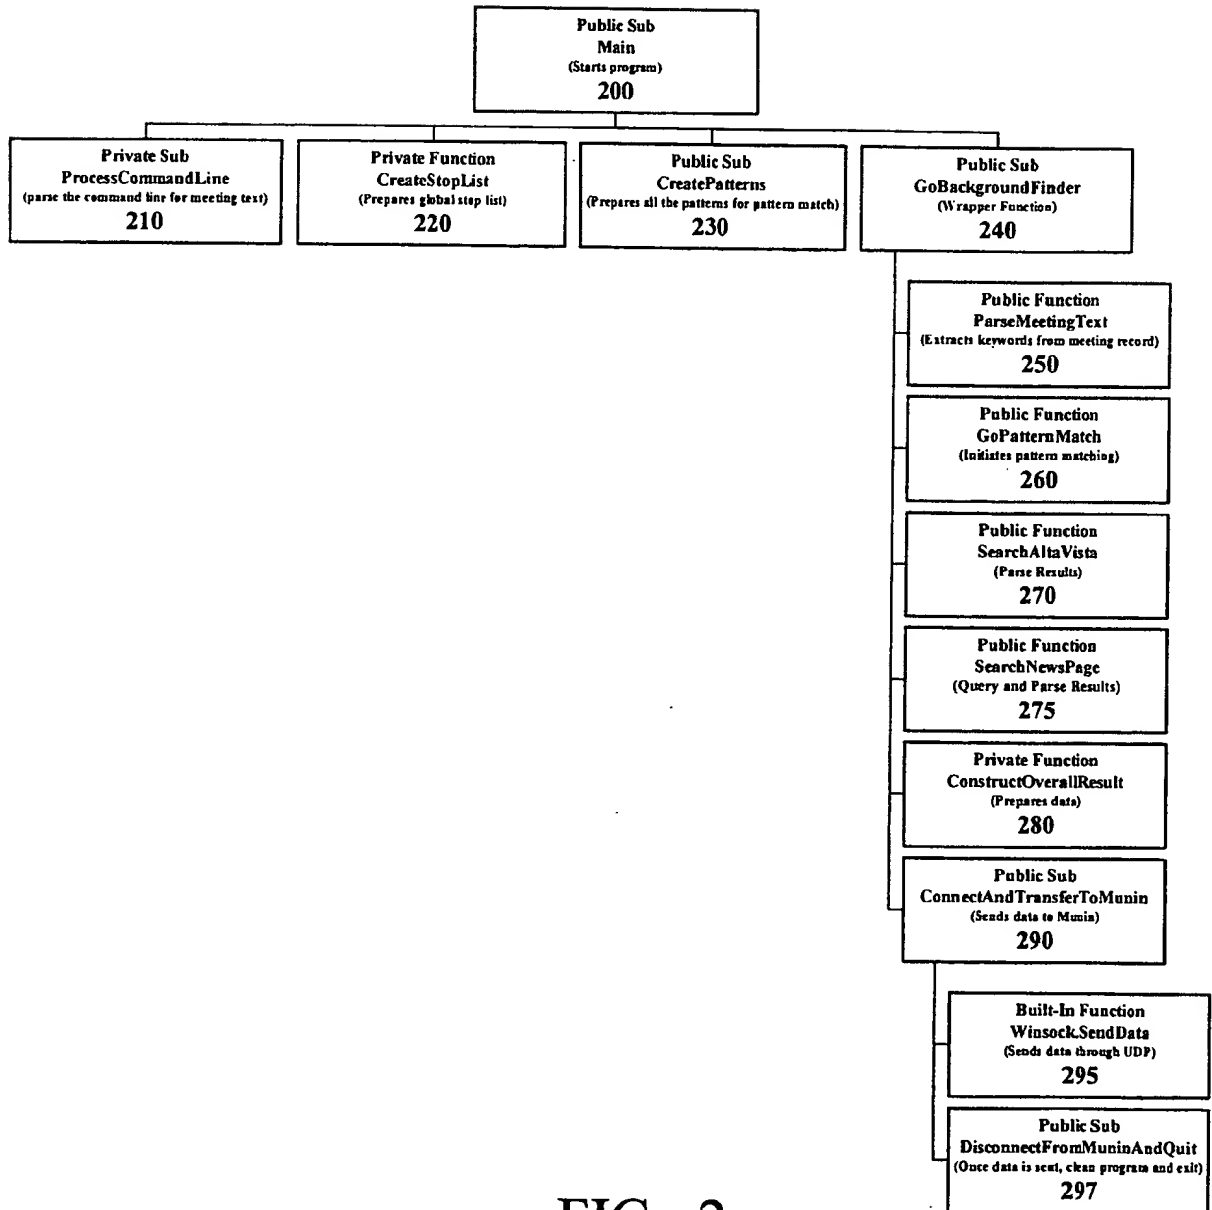 Public Sub
Main
(Starts program)
200
Private Sub
ProcessCommandLine
(parse the command line for meeting text)
210
Private Function
CreateStopList
(Prepares global stop list)
220
Public Sub
CreatePatterns
(Prepares all the patterns for pattern match)
230
Public Sub
GoBackgroundFinder
(Wrapper Function)
240
Public Function
ParseMeetingText
(Extracts keywords from meeting record)
250
Public Function
GoPatternMatch
(Initiates pattern matching)
260
Public Function
SearchAltaVista
(Parse Results)
270
Public Function
SearchNewsPage
(Query and Parse Results)
275
Private Function
ConstructOverallResult
(Prepares data)
280
Public Sub
ConnectAndTransferToMunin
(Sends data to Munin)
290
Built-In Function
Winsock.SendData
(Sends data through UDP)
295
Public Sub
DisconnectFromMuninAndQuit
(Once data is sent, clean program and exit)
297
FIG. 2